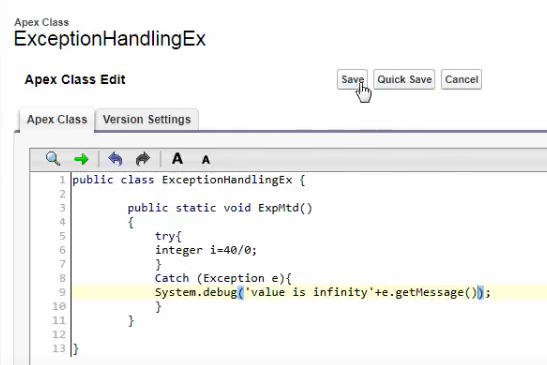 Apex Class
ExceptionHandlingEx
Apex Class Edit
Save Quick Save Cancel
Apex Class Version Settings
A A
1 public class ExceptionHandlingEx {
2
3 public static void ExpMtd()
4 {
5 try{
6 integer i=40/0;
7 }
8 Catch (Exception e){
9 System.debug('value is infinity'+e.getMessage());
10 }
11 }
12
13 }